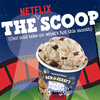 NETFLIX
THE SCOOP
(Our cold take on what's hot this month)
BEN & JERRY'S